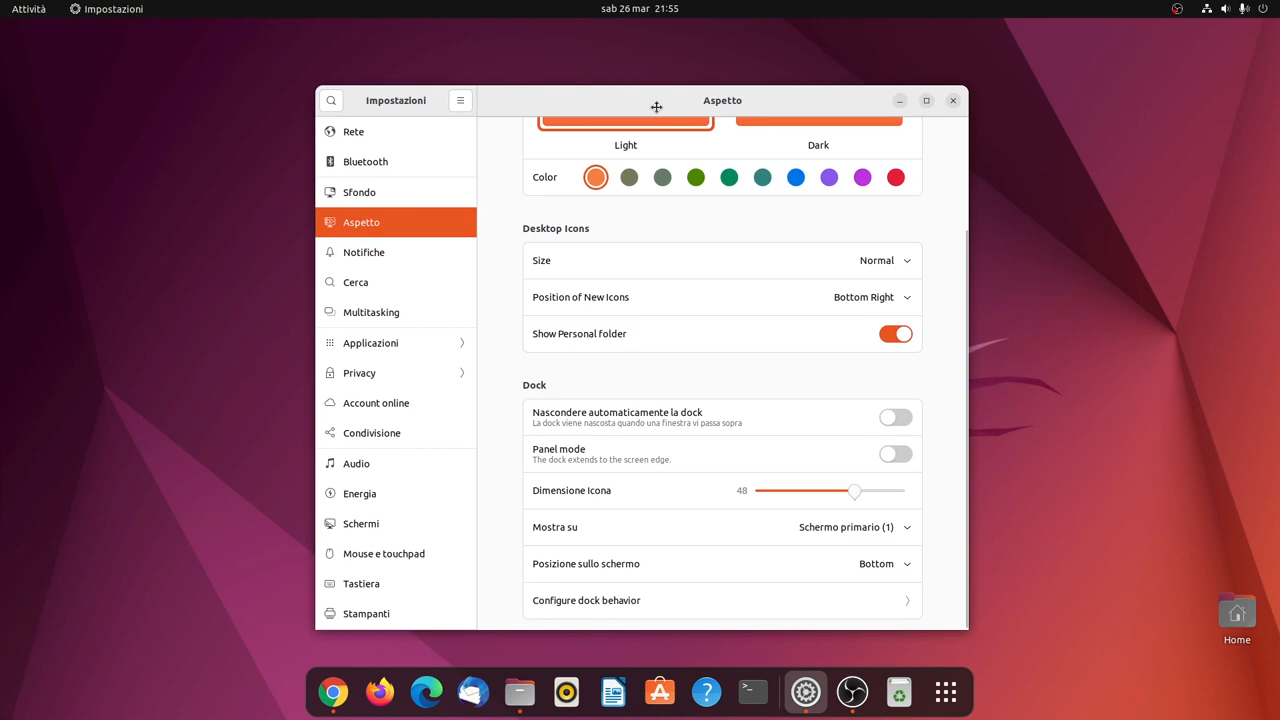 Attività
Impostazioni
sab 26 mar 21:55
Impostazioni
Aspetto
Rete
Bluetooth
Sfondo
Aspetto
Notifiche
Cerca
Multitasking
Applicazioni
Privacy
Account online
Condivisione
Audio
Energia
Schermi
Mouse e touchpad
Tastiera
Stampanti
Light
Dark
Color
Desktop Icons
Size
Normal
Position of New Icons
Bottom Right
Show Personal folder
Dock
Nascondere automaticamente la dock
La dock viene nascosta quando una finestra vi passa sopra
Panel mode
The dock extends to the screen edge.
Dimensione Icona
48
Mostra su
Schermo primario (1)
Posizione sullo schermo
Bottom
Configure dock behavior
Home